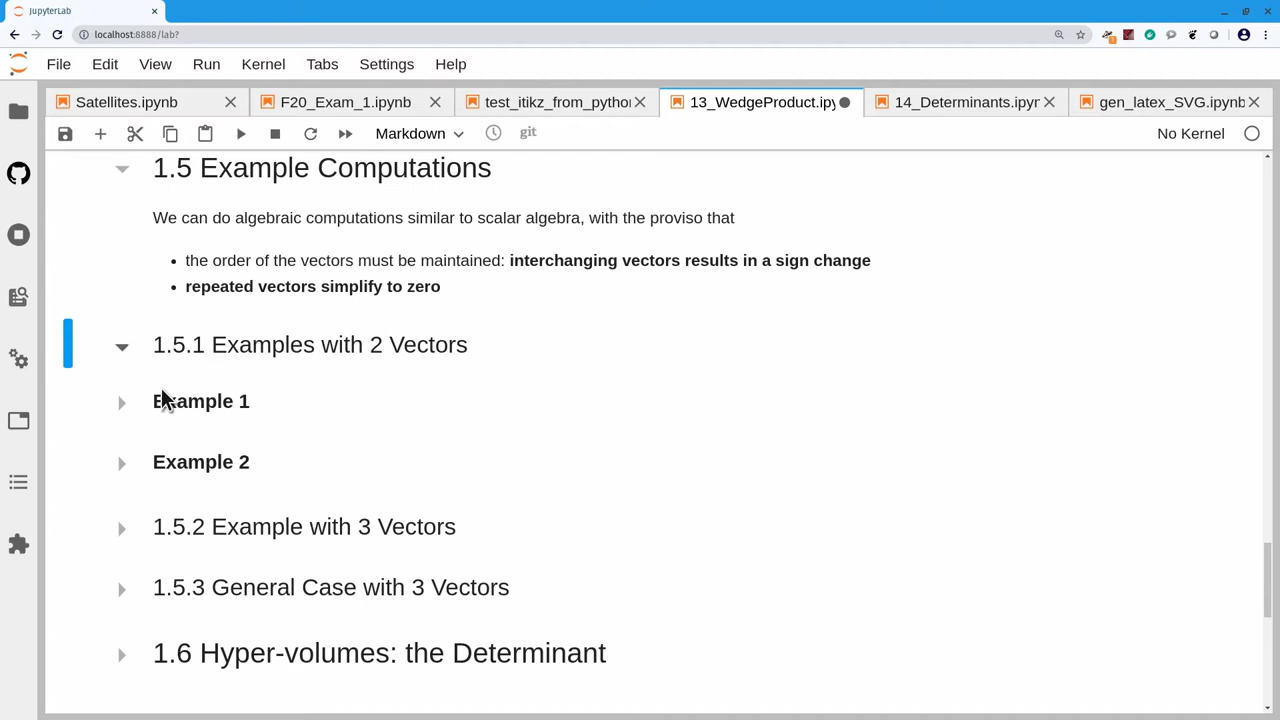 JupyterLab
localhost:8888/lab?
File Edit View Run Kernel Tabs Settings Help
Satellites.ipynb F20_Exam_1.ipynb test_itikz_from_pytho 13_WedgeProduct.ipy 14_Determinants.ipyn gen_latex_SVG.ipynb
Markdown git No Kernel
1.5 Example Computations
We can do algebraic computations similar to scalar algebra, with the proviso that
• the order of the vectors must be maintained: interchanging vectors results in a sign change
• repeated vectors simplify to zero
1.5.1 Examples with 2 Vectors
Example 1
Example 2
1.5.2 Example with 3 Vectors
1.5.3 General Case with 3 Vectors
1.6 Hyper-volumes: the Determinant